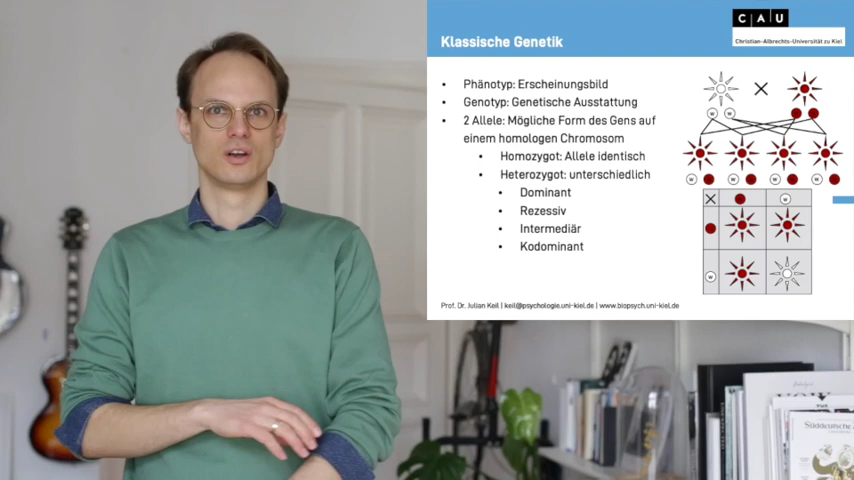 Klassische Genetik
C A U
Christian-Albrechts-Universität zu Kiel
Phänotyp: Erscheinungsbild
Genotyp: Genetische Ausstattung
2 Allele: Mögliche Form des Gens auf
einem homologen Chromosom
Homozygot: Allele identisch
Heterozygot: unterschiedlich
Dominant
Rezessiv
Intermediär
Kodominant
w w
w w w w
w
w
Prof. Dr. Julian Keil | keil@psychologie.uni-kiel.de | www.biopsych.uni-kiel.de
Süddeutsche